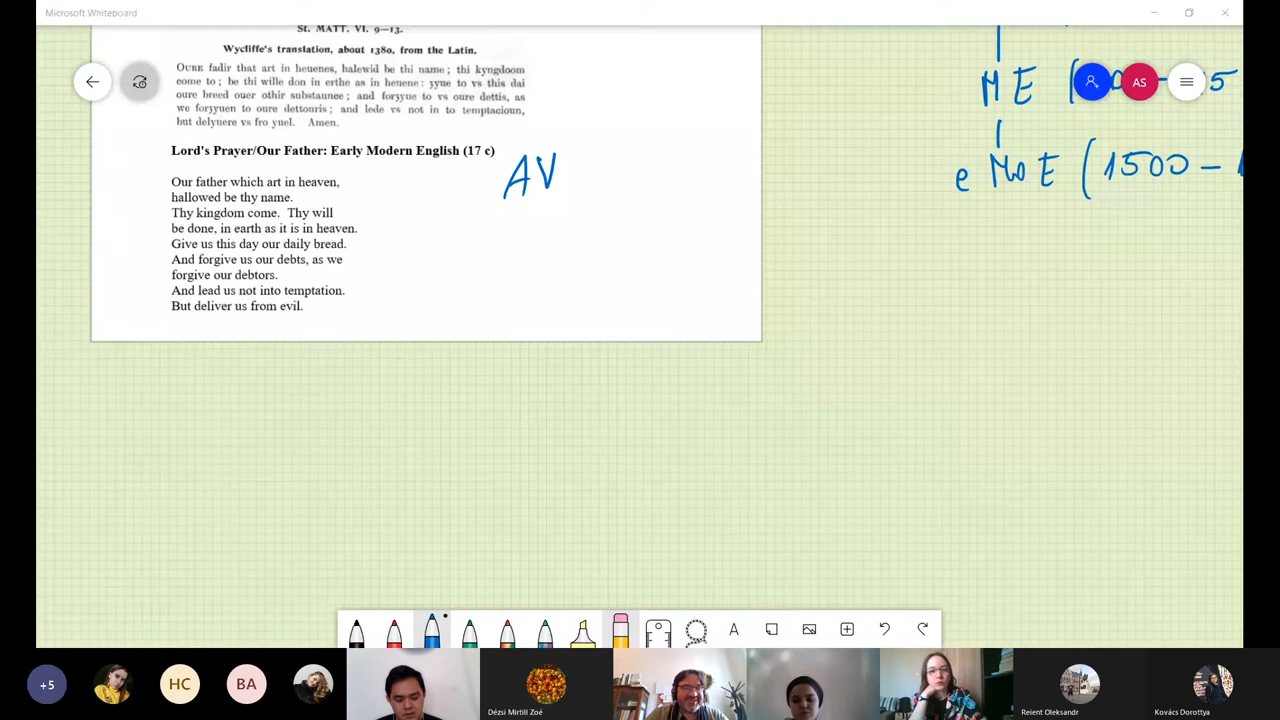 Microsoft Whiteboard
St. MATT. VI. 9—13.
Wycliffe's translation, about 1380, from the Latin.
OURE fadir that art in heuenes, halewid be thi name; thi kyngdoom
come to; be thi wille don in erthe as in heuene: yyue to vs this dai
oure breed ouer othir substaunce; and foryyue to vs oure dettis, as
we foryyuen to oure dettouris; and lede vs not in to temptacioun,
but delyuere vs fro yuel. Amen.
Lord's Prayer/Our Father: Early Modern English (17 c)
AV
Our father which art in heaven,
hallowed be thy name.
Thy kingdom come. Thy will
be done, in earth as it is in heaven.
Give us this day our daily bread.
And forgive us our debts, as we
forgive our debtors.
And lead us not into temptation.
But deliver us from evil.
ME
AS
e MoE (1500 –
A
+5
HC
BA
Dézsi Mirtill Zoé
Reient Oleksandr
Kovács Dorottya